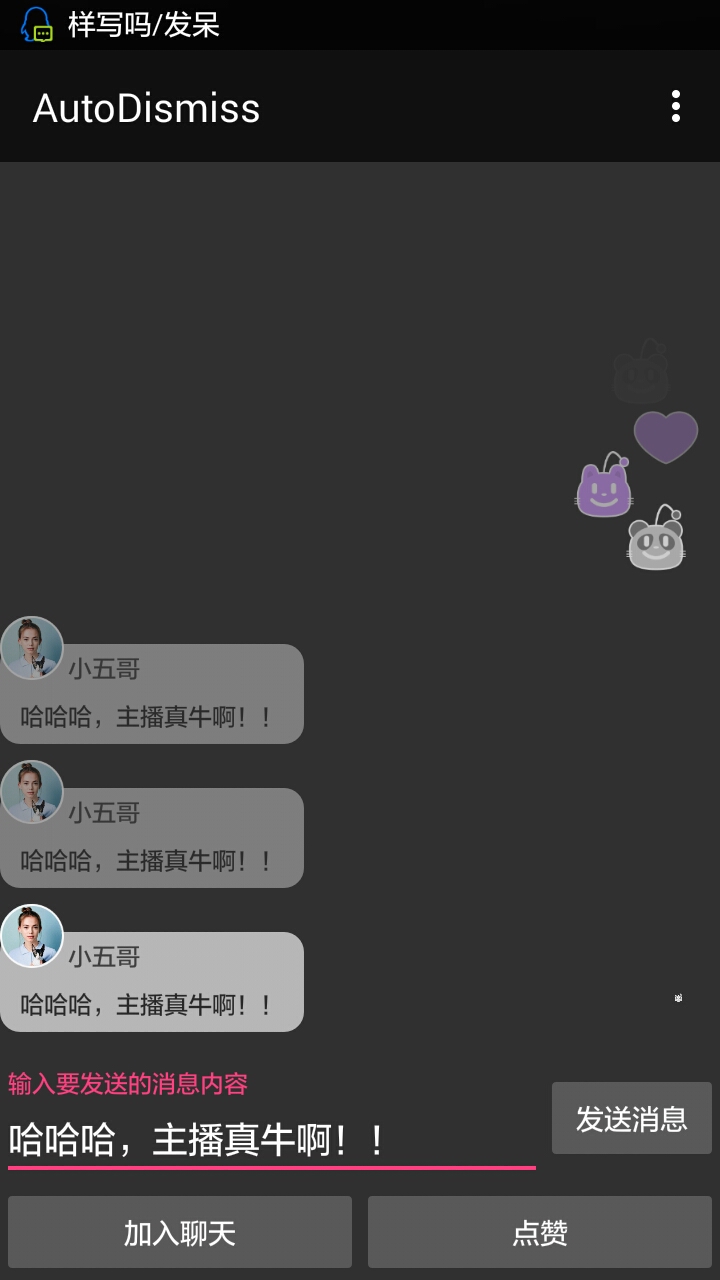 样写吗/发呆
AutoDismiss
小五哥
哈哈哈，主播真牛啊！！
小五哥
哈哈哈，主播真牛啊！！
小五哥
哈哈哈，主播真牛啊！！
输入要发送的消息内容
哈哈哈，主播真牛啊！！
发送消息
加入聊天
点赞